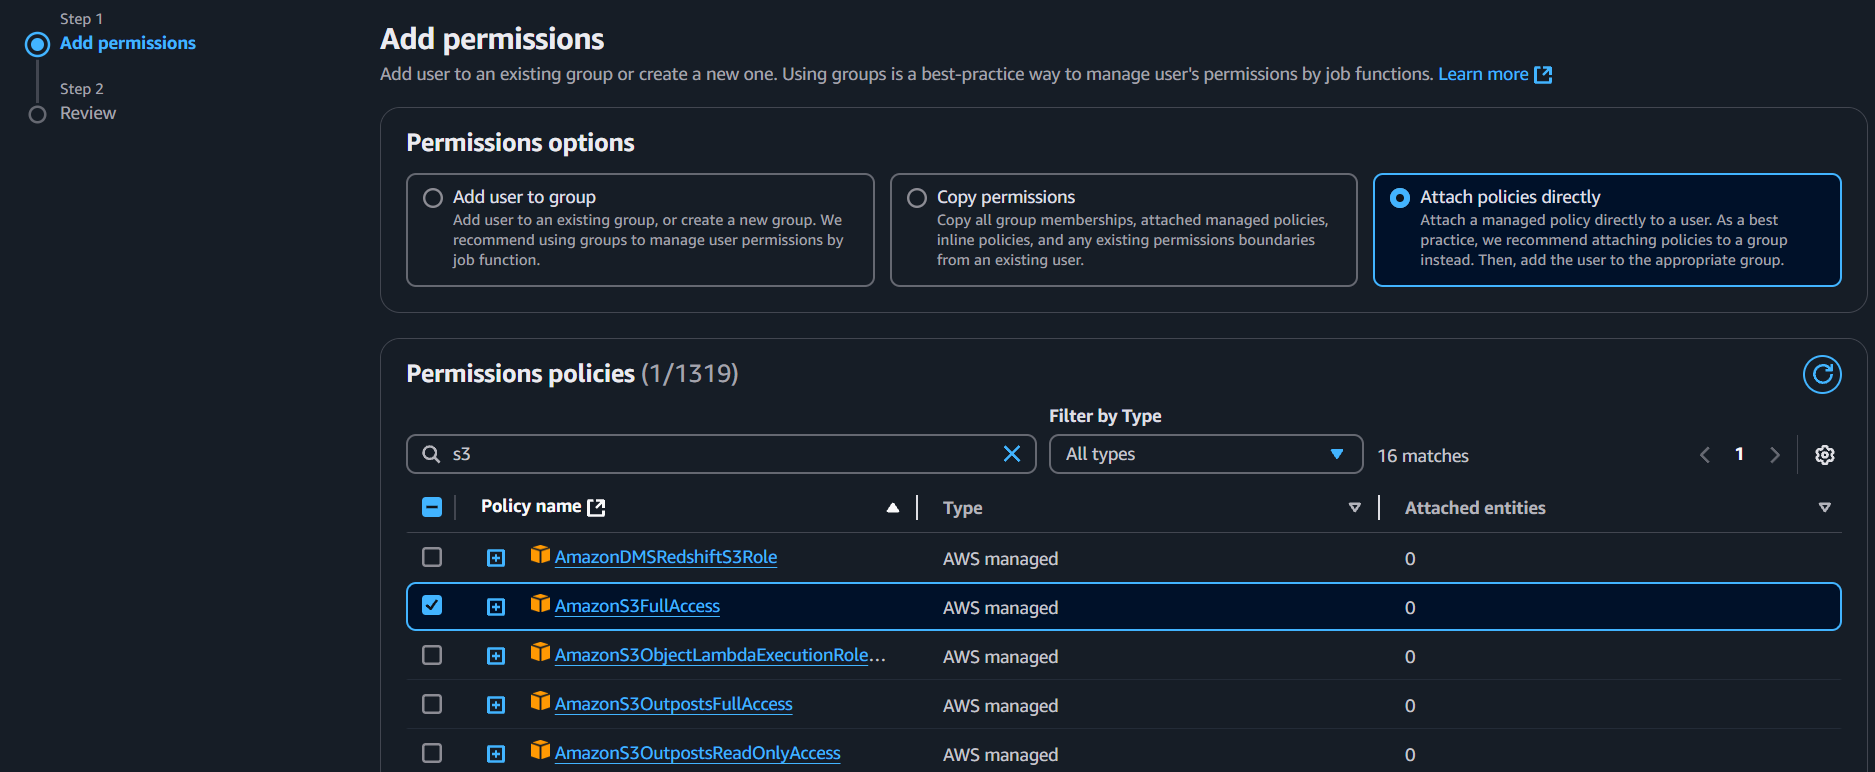 Step 1
Add permissions
Step 2
Review
Add permissions
Add user to an existing group or create a new one. Using groups is a best-practice way to manage user's permissions by job functions. Learn more
Permissions options
Add user to group
Add user to an existing group, or create a new group. We
recommend using groups to manage user permissions by
job function.
Copy permissions
Copy all group memberships, attached managed policies,
inline policies, and any existing permissions boundaries
from an existing user.
Attach policies directly
Attach a managed policy directly to a user. As a best
practice, we recommend attaching policies to a group
instead. Then, add the user to the appropriate group.
Permissions policies (1/1319)
Filter by Type
s3
All types
16 matches
1
Policy name
Type
Attached entities
AmazonDMSRedshiftS3Role
AWS managed
0
AmazonS3FullAccess
AWS managed
0
AmazonS3ObjectLambdaExecutionRole...
AWS managed
0
AmazonS3OutpostsFullAccess
AWS managed
0
AmazonS3OutpostsReadOnlyAccess
AWS managed
0